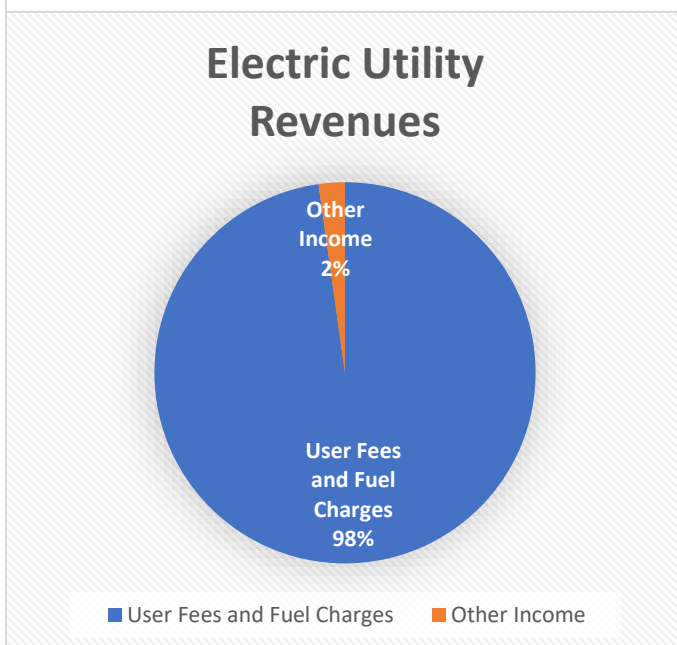 Electric Utility
Revenues
Other
Income
2%
User Fees
and Fuel
Charges
98%
User Fees and Fuel Charges Other Income